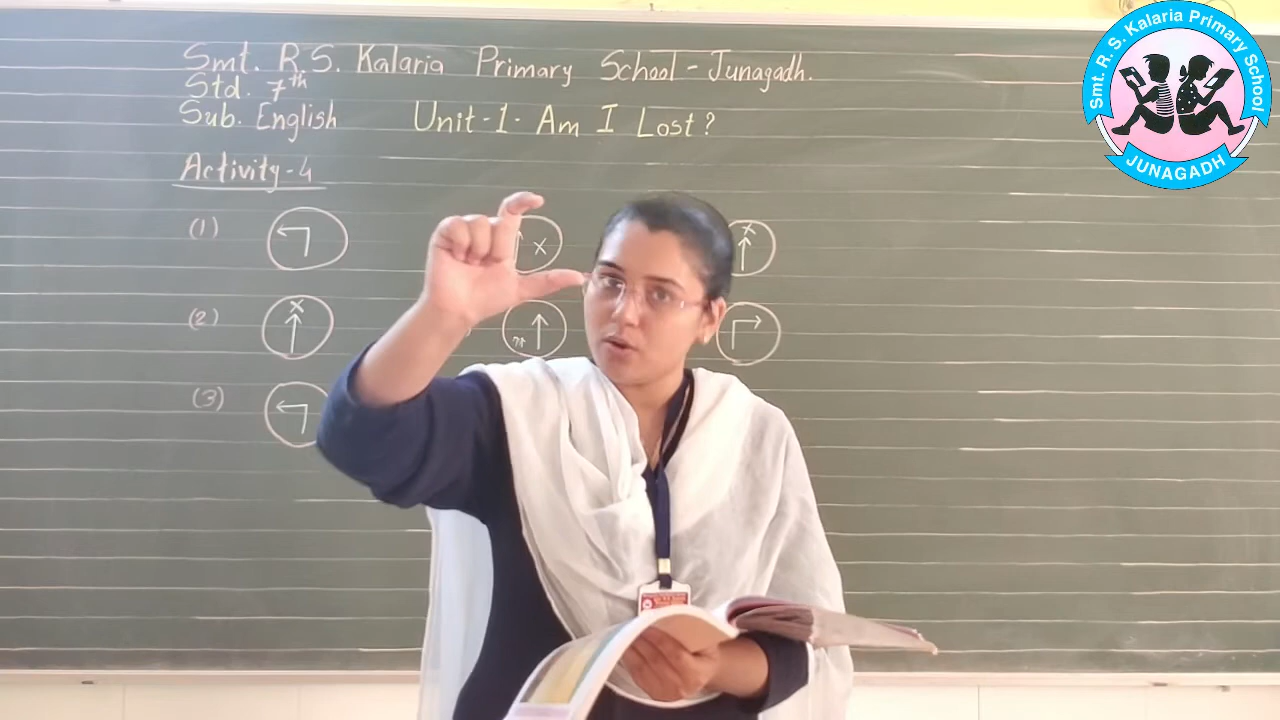 Smt. R.S. Kalaria Primary School - Junagadh.
Std. 7th
Sub. English Unit-1. Am I Lost?
Activity-4
(1)
(2)
(3)
Smt. R. S. Kalaria Primary School
JUNAGADH